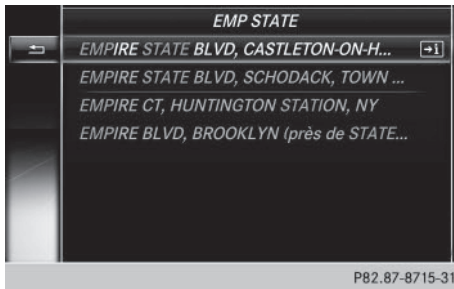 EMP STATE
EMPIRE STATE BLVD, CASTLETON-ON-H...
EMPIRE STATE BLVD, SCHODACK, TOWN ...
EMPIRE CT, HUNTINGTON STATION, NY
EMPIRE BLVD, BROOKLYN (près de STATE...
P82.87-8715-31